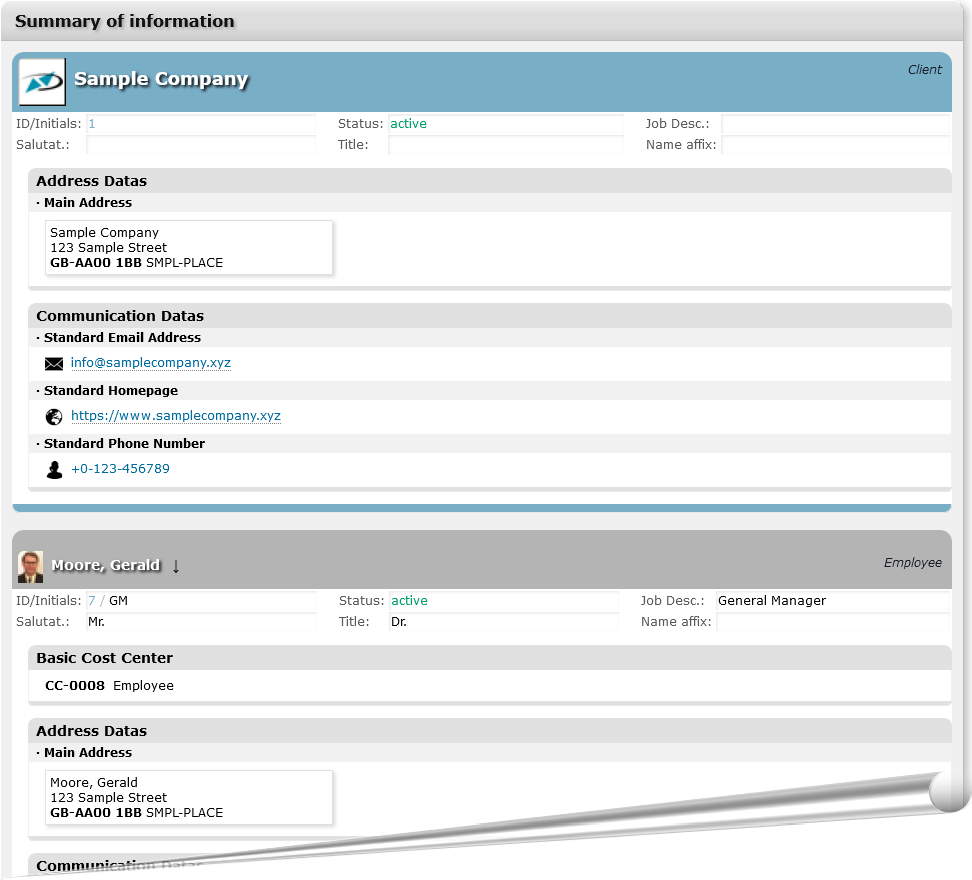 Summary of information
Sample Company
Client
ID/Initials: 1 Status: active Job Desc.:
Salutat.: Title: Name affix:
Address Datas
· Main Address
Sample Company
123 Sample Street
GB-AA00 1BB SMPL-PLACE
Communication Datas
· Standard Email Address
info@samplecompany.xyz
· Standard Homepage
https://www.samplecompany.xyz
· Standard Phone Number
+0-123-456789
Moore, Gerald ↓
Employee
ID/Initials: 7 / GM Status: active Job Desc.: General Manager
Salutat.: Mr. Title: Dr. Name affix:
Basic Cost Center
CC-0008 Employee
Address Datas
· Main Address
Moore, Gerald
123 Sample Street
GB-AA00 1BB SMPL-PLACE
Communication Datas